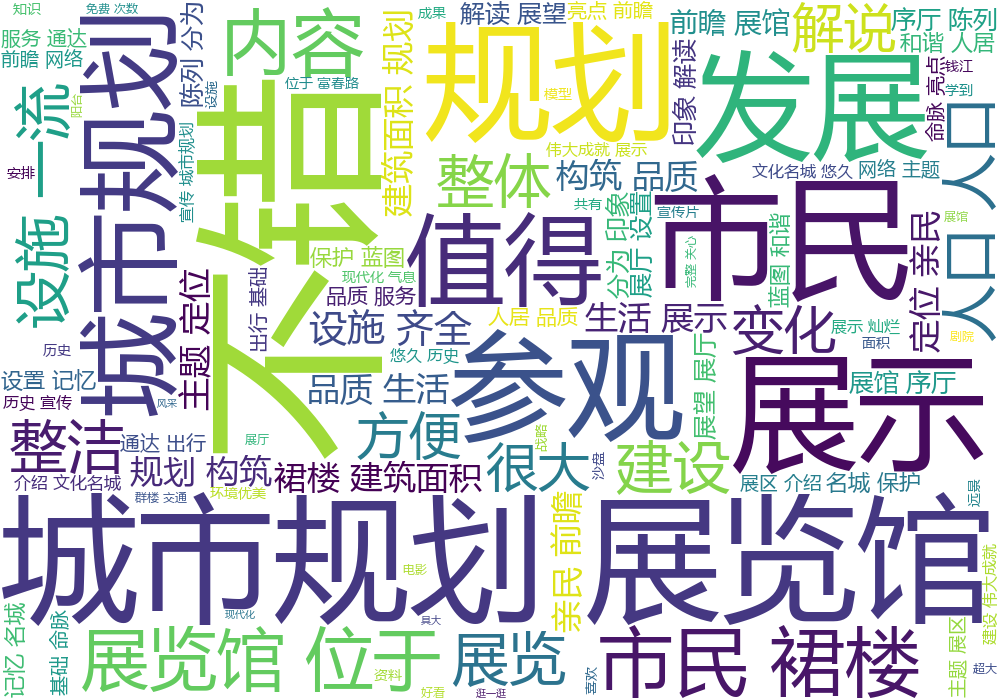 知识
免费 次数
服务 通达
前瞻 网络
城市规划
陈列 分为
设施
阳台
设施 一流
安排
宣传 城市规划
内容
位于 富春路
不错
成果
解读 展望
亮点 前瞻
建筑面积 规划
规划
模型
伟大成就 展示
前瞻 展馆
印象 解读
解说
序厅 陈列
和谐 人居
发展
命脉 亮点
钱江
学到
人口 人口
整体
构筑 品质
共有
宣传片
文化名城 悠久
网络 主题
市民
展馆
值得
分为 印象
展厅 设置
完整 关心
蓝图 和谐
定位 亲民
保护 蓝图
现代化 气息
品质 服务
出行 基础
主题 定位
设施 齐全
人居 品质
生活 展示
变化
展示 灿烂
面积
剧院
历史
设置 记忆
历史 宣传
风采
悠久 历史
品质 生活
参观
展望 展厅
展示
展馆 序厅
整洁
通达 出行
展厅
方便
很大
战略
沙盘
建设
介绍 文化名城
规划 构筑
裙楼 建筑面积
群楼 交通
环境优美
展区 介绍
名城 保护
远景
城市规划 展览馆
亲民 前瞻
电影
现代化
具大
记忆 名城
基础 命脉
展览馆 位于
资料
好看
展览
逛一逛
喜欢
市民 裙楼
主题 展区
建设 伟大成就
超大